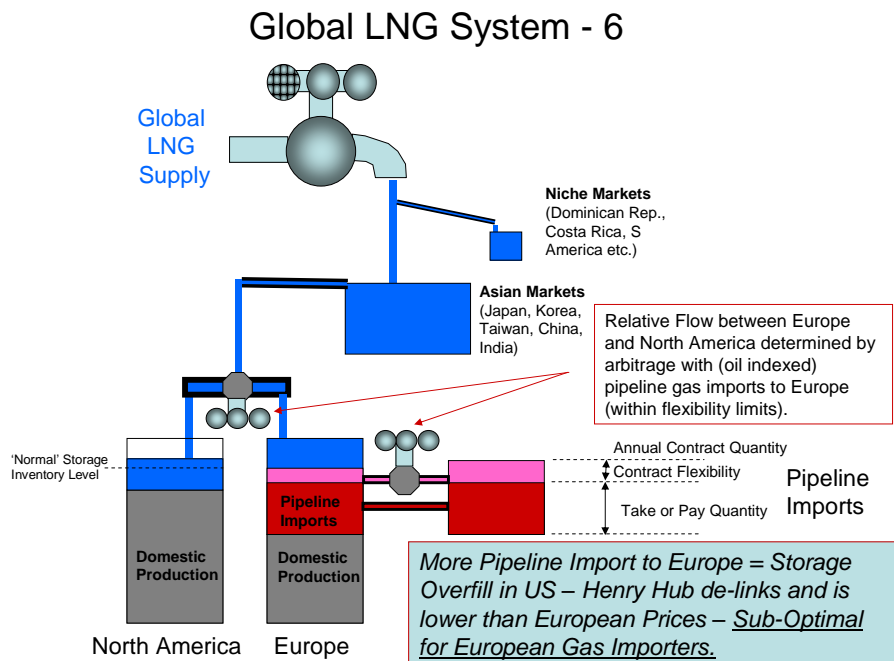 Global LNG System - 6
Global
LNG
Supply
Niche Markets
(Dominican Rep.,
Costa Rica, S
America etc.)
Asian Markets
(Japan, Korea,
Taiwan, China,
India)
Relative Flow between Europe
and North America determined by
arbitrage with (oil indexed)
pipeline gas imports to Europe
(within flexibility limits).
'Normal' Storage
Inventory Level
Annual Contract Quantity
Contract Flexibility
Take or Pay Quantity
Pipeline
Imports
Pipeline
Imports
Domestic
Production
Domestic
Production
North America
Europe
More Pipeline Import to Europe = Storage
Overfill in US – Henry Hub de-links and is
lower than European Prices – Sub-Optimal
for European Gas Importers.